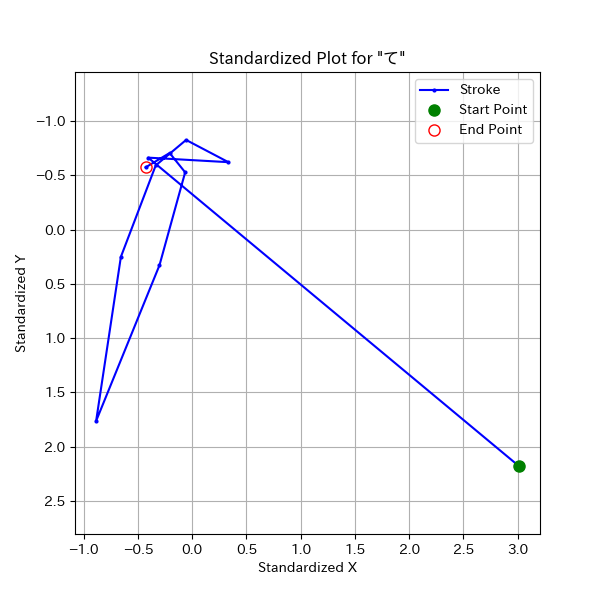 Standardized Plot for "て"
Stroke
Start Point
End Point
Standardized Y
−1.0
−0.5
0.0
0.5
1.0
1.5
2.0
2.5
−1.0 −0.5 0.0 0.5 1.0 1.5 2.0 2.5 3.0
Standardized X